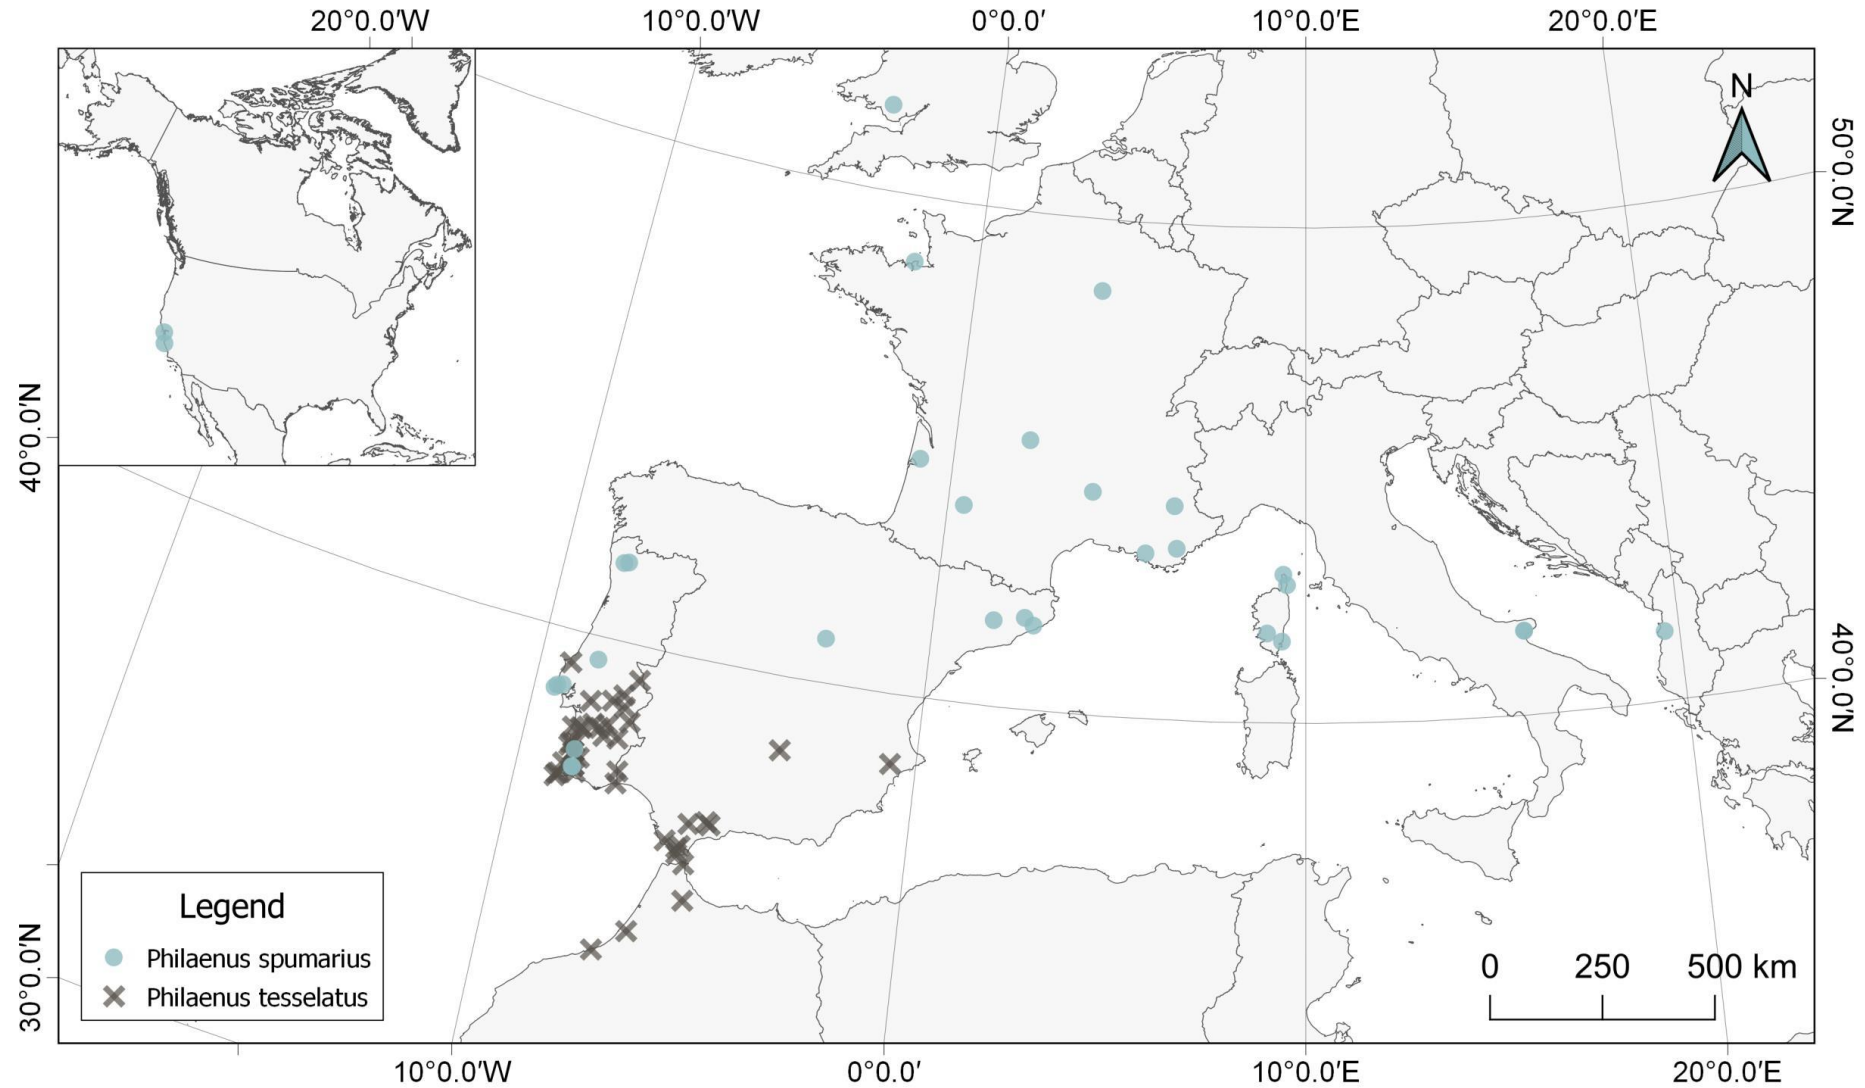 20°0.0′W 10°0.0′W 0°0.0′ 10°0.0′E 20°0.0′E
N
50°0.0′N
40°0.0′N
40°0.0′N
30°0.0′N
Legend
Philaenus spumarius
Philaenus tesselatus
0 250 500 km
10°0.0′W 0°0.0′ 10°0.0′E 20°0.0′E